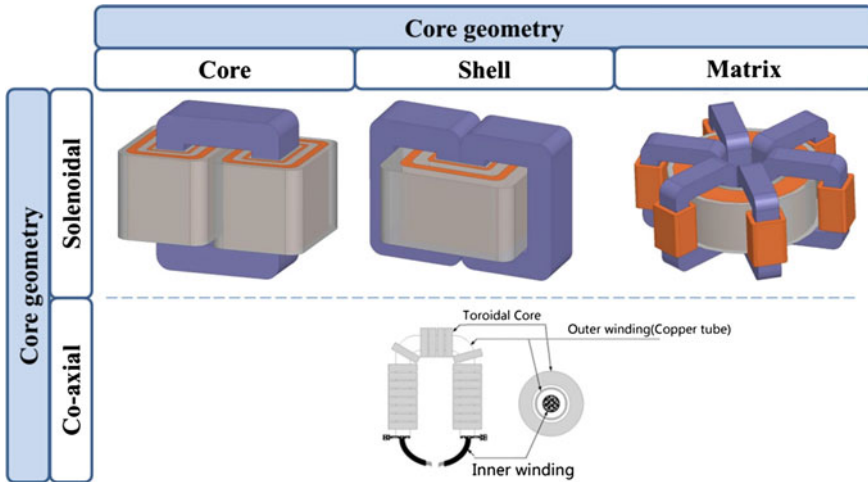 Core geometry
Core
Shell
Matrix
Core geometry
Solenoidal
Co-axial
Toroidal Core
Outer winding(Copper tube)
Inner winding